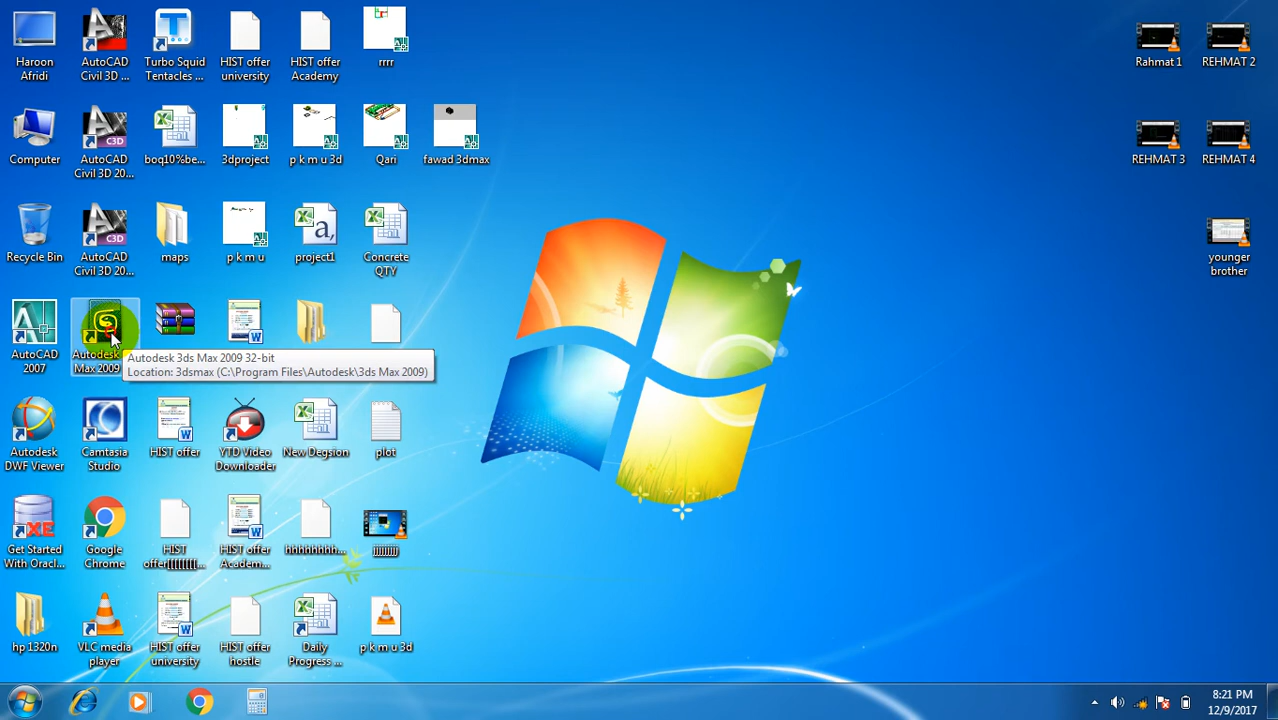 Haroon
Afridi
AutoCAD
Civil 3D ...
Turbo Squid
Tentacles ...
HIST offer
university
HIST offer
Academy
rrrr
Rahmat 1
REHMAT 2
Computer
AutoCAD
Civil 3D 20...
boq10%be...
3dproject
p k m u 3d
Qari
fawad 3dmax
REHMAT 3
REHMAT 4
Recycle Bin
AutoCAD
Civil 3D 20...
maps
p k m u
project1
Concrete
QTY
younger
brother
AutoCAD
2007
Autodesk
Max 2009
Autodesk 3ds Max 2009 32-bit
Location: 3dsmax (C:\Program Files\Autodesk\3ds Max 2009)
Autodesk
DWF Viewer
Camtasia
Studio
HIST offer
YTD Video
Downloader
New Degsion
plot
Get Started
With Oracl...
Google
Chrome
HIST
HIST offer
Academ...
jjjjjjjj
hp 1320n
VLC media
player
HIST offer
university
HIST offer
hostle
Daily
Progress ...
p k m u 3d
8:21 PM
12/9/2017